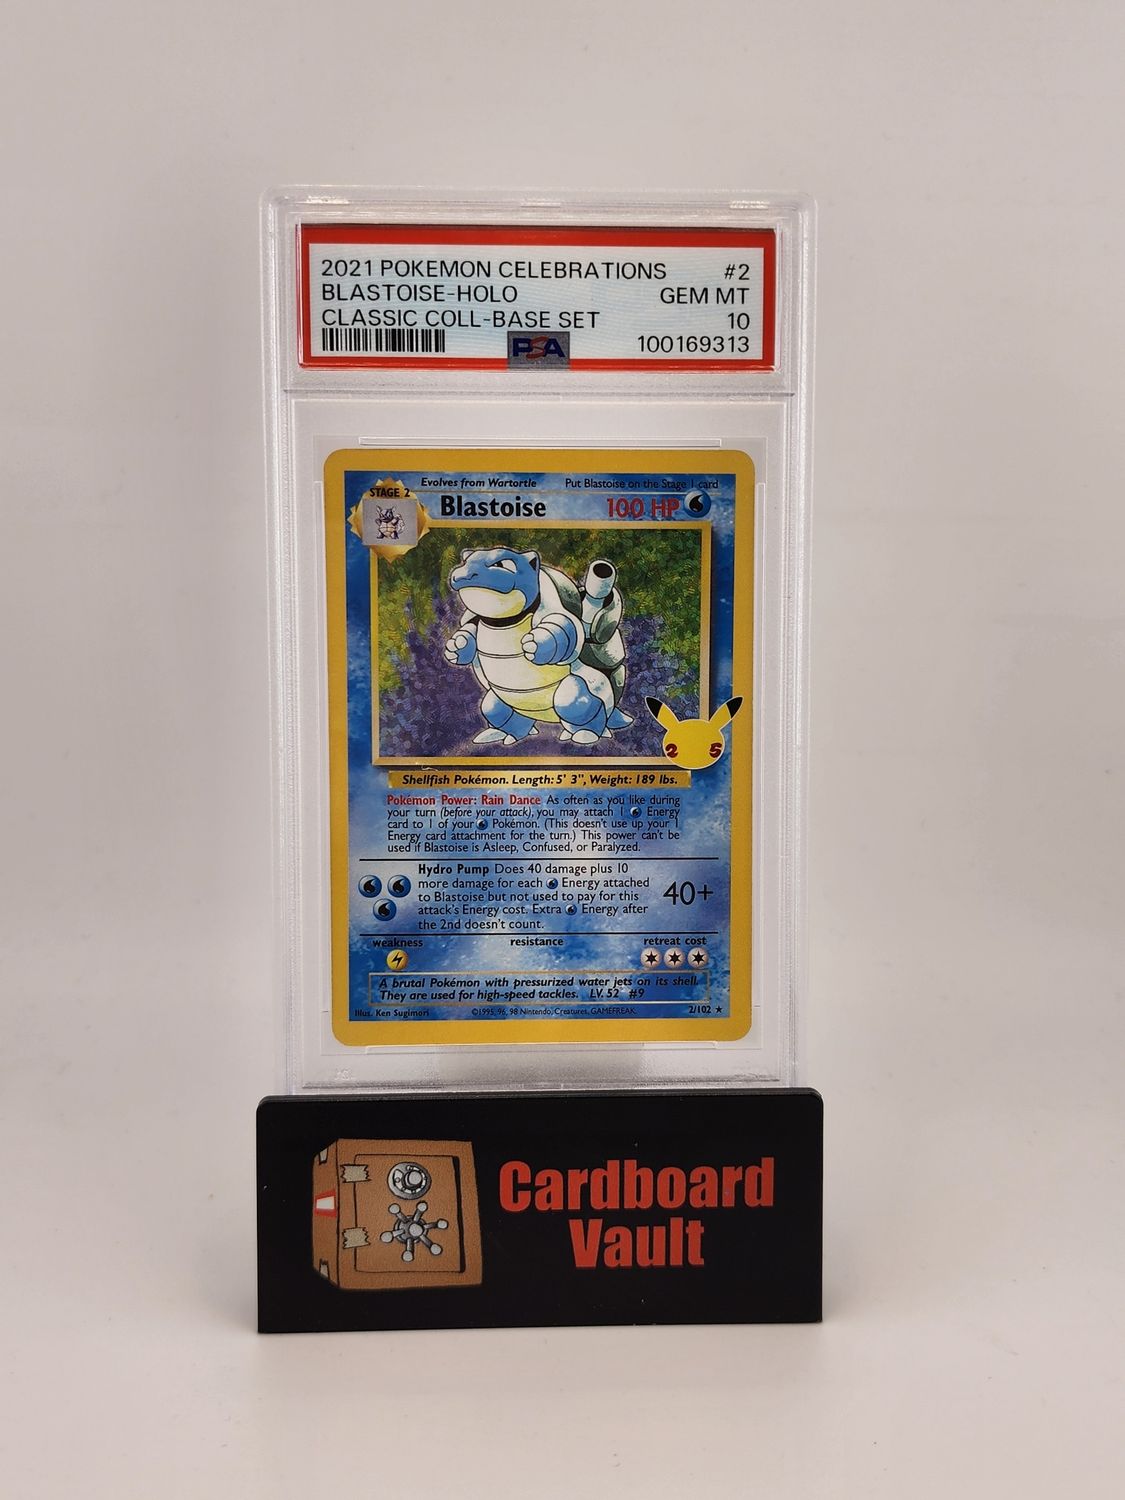 2021 POKEMON CELEBRATIONS #2
BLASTOISE-HOLO GEM MT
CLASSIC COLL-BASE SET 10
PSA 100169313
STAGE 2
Evolves from Wartortle Put Blastoise on the Stage 1 card
Blastoise 100 HP
25
Shellfish Pokémon. Length: 5' 3", Weight: 189 lbs.
Pokémon Power: Rain Dance As often as you like during
your turn (before your attack), you may attach 1 Energy
card to 1 of your Pokémon. (This doesn't use up your 1
Energy card attachment for the turn.) This power can't be
used if Blastoise is Asleep, Confused, or Paralyzed.
Hydro Pump Does 40 damage plus 10
more damage for each Energy attached
to Blastoise but not used to pay for this
attack's Energy cost. Extra Energy after
the 2nd doesn't count.
40+
weakness resistance retreat cost
A brutal Pokémon with pressurized water jets on its shell.
They are used for high-speed tackles. LV. 52 #9
Illus. Ken Sugimori ©1995, 96, 98 Nintendo, Creatures, GAMEFREAK. 2/102 ★
Cardboard
Vault